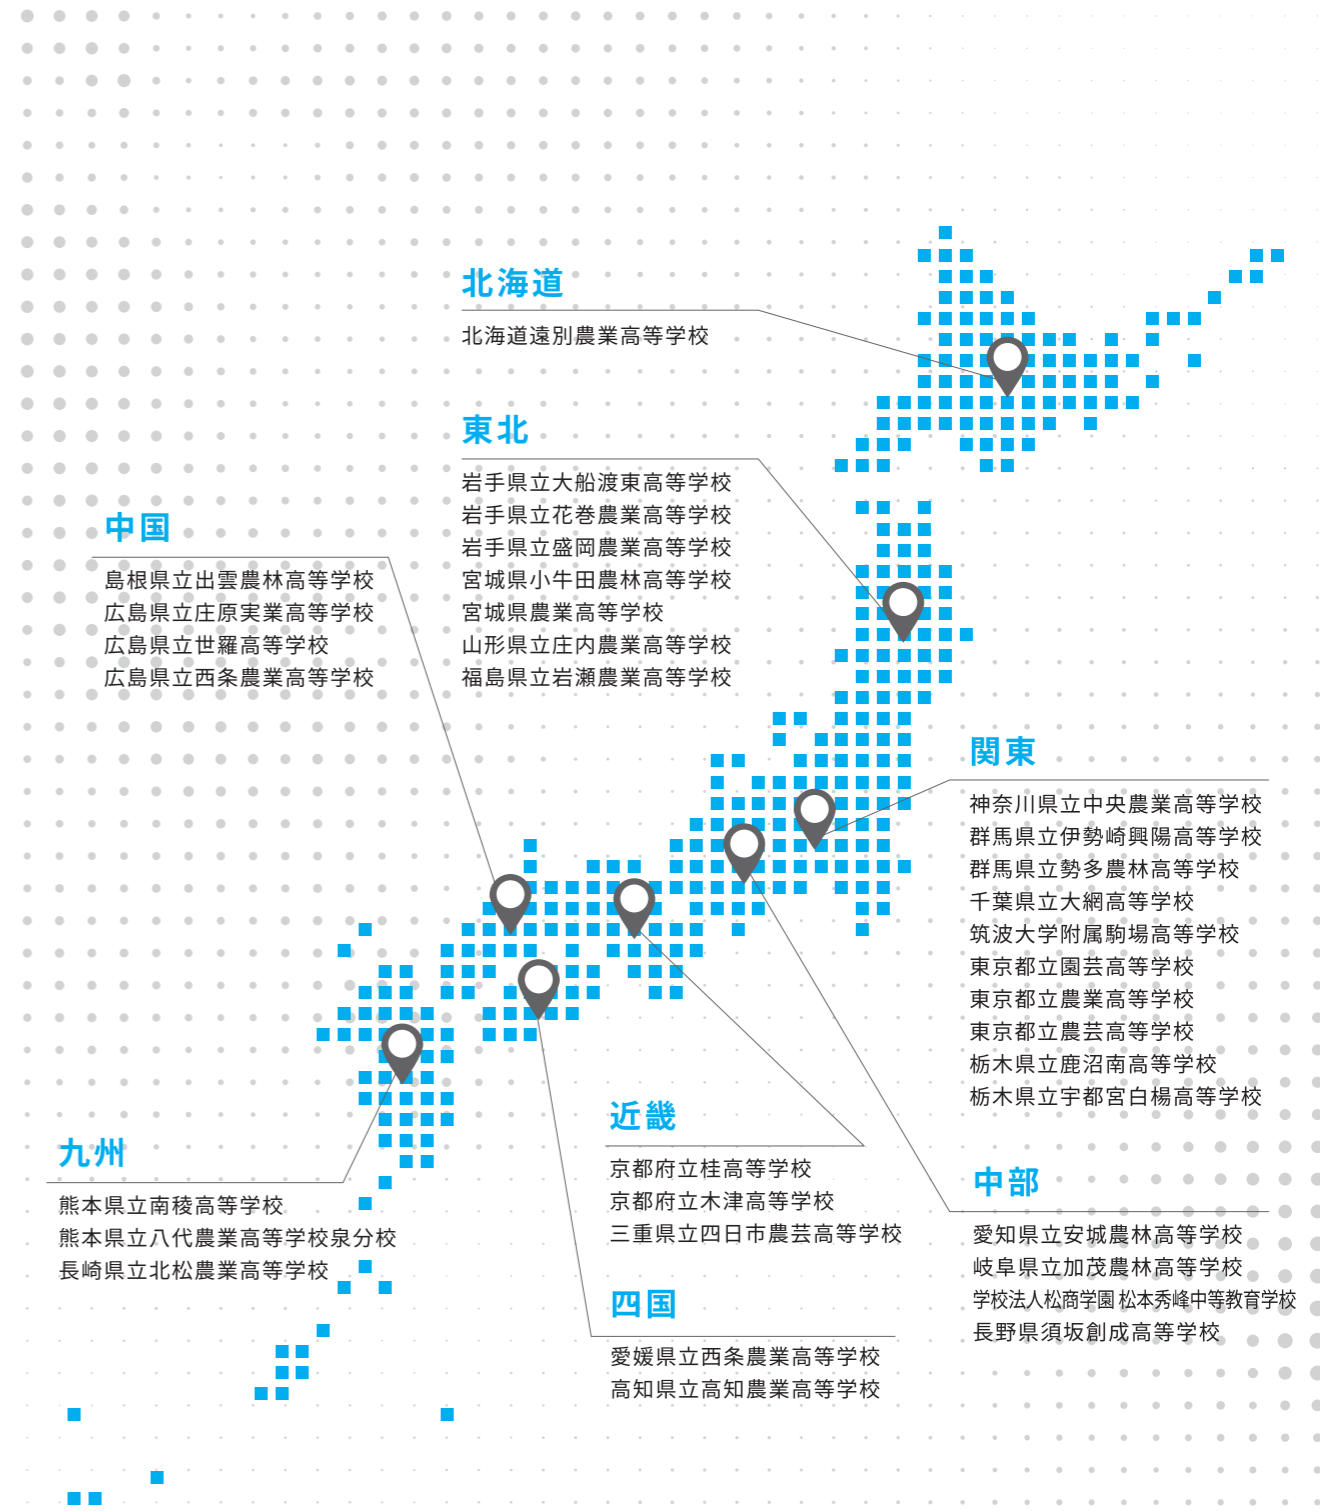 北海道
北海道遠別農業高等学校
東北
岩手県立大船渡東高等学校
岩手県立花巻農業高等学校
岩手県立盛岡農業高等学校
宮城県小牛田農林高等学校
宮城県農業高等学校
山形県立庄内農業高等学校
福島県立岩瀬農業高等学校
中国
島根県立出雲農林高等学校
広島県立庄原実業高等学校
広島県立世羅高等学校
広島県立西条農業高等学校
関東
神奈川県立中央農業高等学校
群馬県立伊勢崎興陽高等学校
群馬県立勢多農林高等学校
千葉県立大網高等学校
筑波大学附属駒場高等学校
東京都立園芸高等学校
東京都立農業高等学校
東京都立農芸高等学校
栃木県立鹿沼南高等学校
栃木県立宇都宮白楊高等学校
近畿
京都府立桂高等学校
京都府立木津高等学校
三重県立四日市農芸高等学校
九州
熊本県立南稜高等学校
熊本県立八代農業高等学校泉分校
長崎県立北松農業高等学校
中部
愛知県立安城農林高等学校
岐阜県立加茂農林高等学校
学校法人松商学園 松本秀峰中等教育学校
長野県須坂創成高等学校
四国
愛媛県立西条農業高等学校
高知県立高知農業高等学校